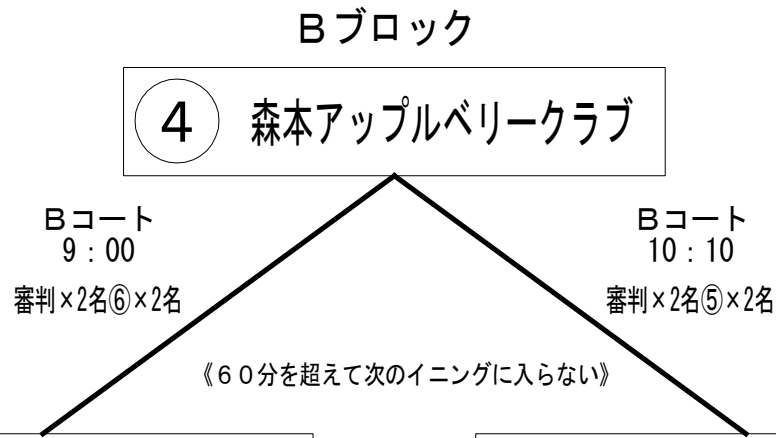 Bブロック
④ 森本アップルベリークラブ
Bコート
9:00
審判×2名⑥×2名
Bコート
10:10
審判×2名⑤×2名
《60分を超えて次のイニングに入らない》